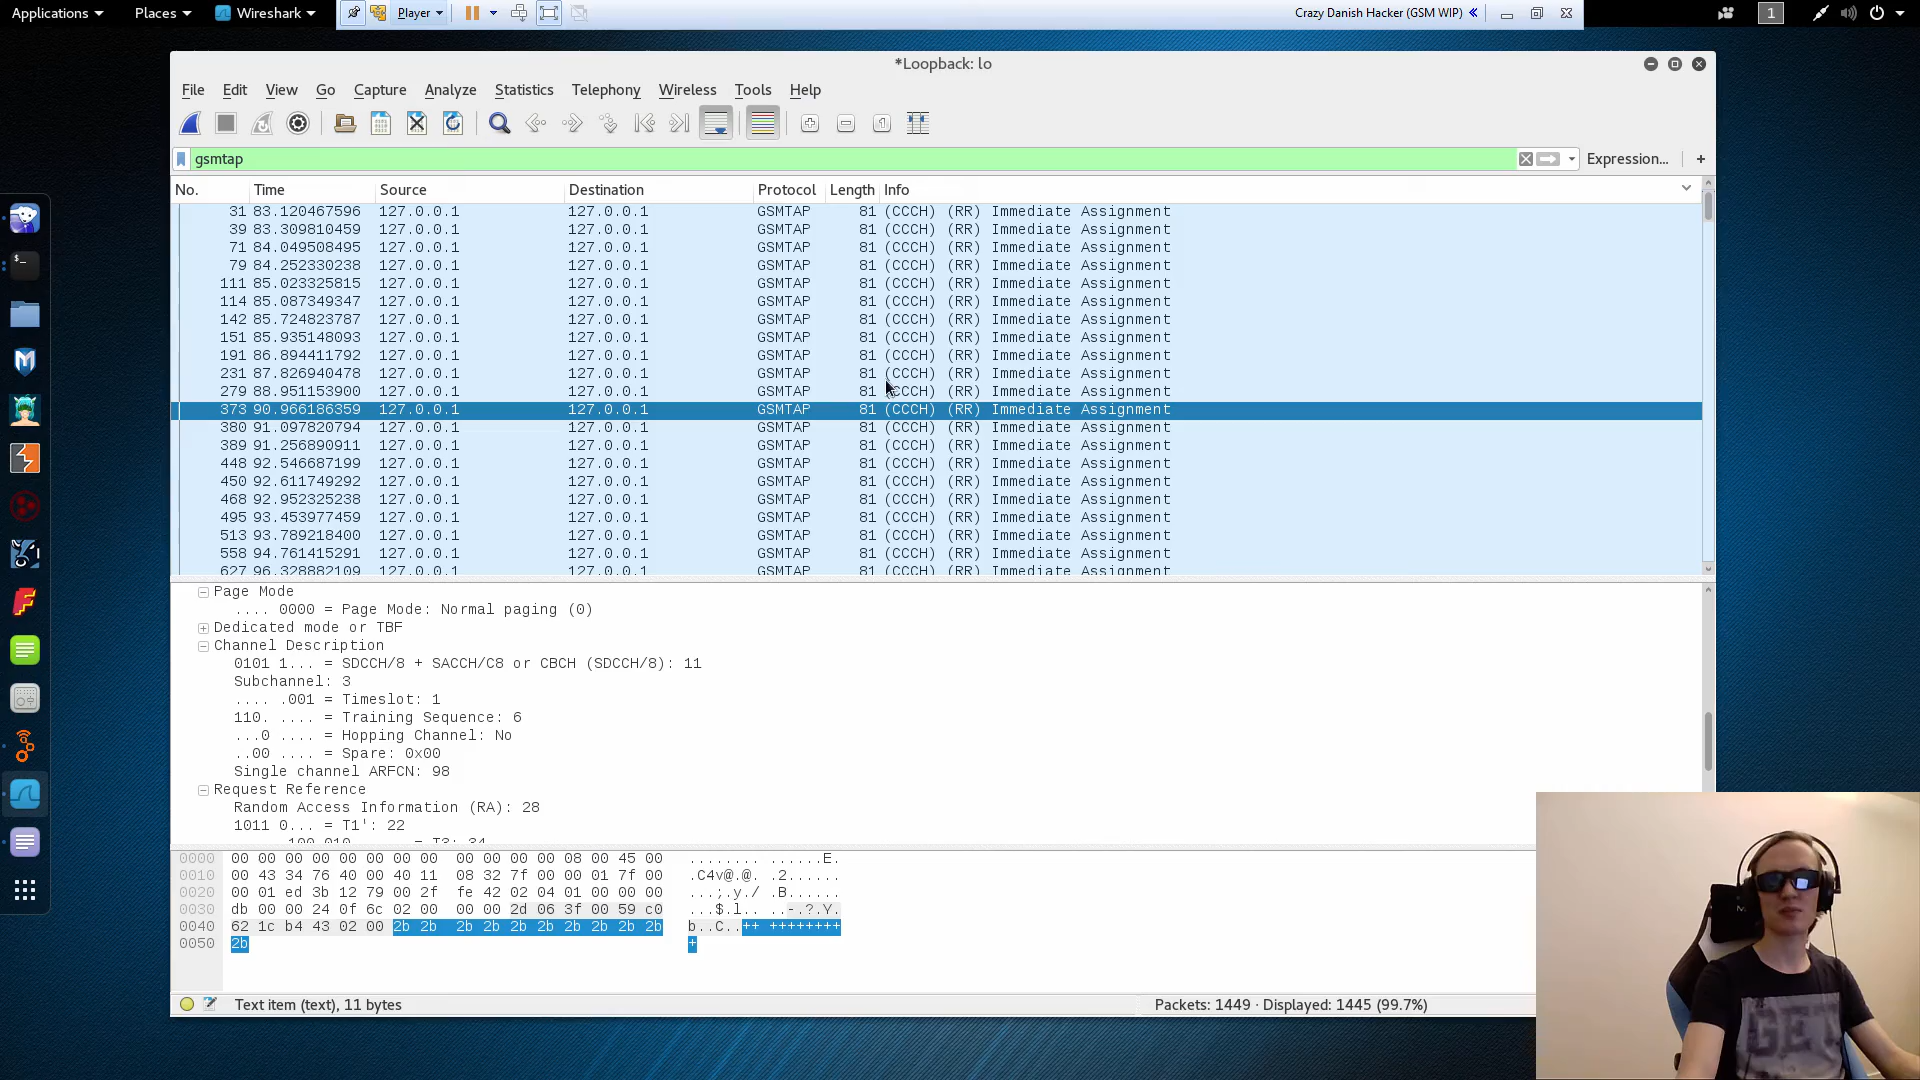 Applications Places Wireshark Player Crazy Danish Hacker (GSM WIP) 1
*Loopback: lo
File Edit View Go Capture Analyze Statistics Telephony Wireless Tools Help
gsmtap Expression... +
No. Time Source Destination Protocol Length Info
31 83.120467596 127.0.0.1 127.0.0.1 GSMTAP 81 (CCCH) (RR) Immediate Assignment
39 83.309810459 127.0.0.1 127.0.0.1 GSMTAP 81 (CCCH) (RR) Immediate Assignment
71 84.049508495 127.0.0.1 127.0.0.1 GSMTAP 81 (CCCH) (RR) Immediate Assignment
79 84.252330238 127.0.0.1 127.0.0.1 GSMTAP 81 (CCCH) (RR) Immediate Assignment
111 85.023325815 127.0.0.1 127.0.0.1 GSMTAP 81 (CCCH) (RR) Immediate Assignment
114 85.087349347 127.0.0.1 127.0.0.1 GSMTAP 81 (CCCH) (RR) Immediate Assignment
142 85.724823787 127.0.0.1 127.0.0.1 GSMTAP 81 (CCCH) (RR) Immediate Assignment
151 85.935148093 127.0.0.1 127.0.0.1 GSMTAP 81 (CCCH) (RR) Immediate Assignment
191 86.894411792 127.0.0.1 127.0.0.1 GSMTAP 81 (CCCH) (RR) Immediate Assignment
231 87.826940478 127.0.0.1 127.0.0.1 GSMTAP 81 (CCCH) (RR) Immediate Assignment
279 88.951153900 127.0.0.1 127.0.0.1 GSMTAP 81 (CCCH) (RR) Immediate Assignment
373 90.966186359 127.0.0.1 127.0.0.1 GSMTAP 81 (CCCH) (RR) Immediate Assignment
380 91.097820794 127.0.0.1 127.0.0.1 GSMTAP 81 (CCCH) (RR) Immediate Assignment
389 91.256890911 127.0.0.1 127.0.0.1 GSMTAP 81 (CCCH) (RR) Immediate Assignment
448 92.546687199 127.0.0.1 127.0.0.1 GSMTAP 81 (CCCH) (RR) Immediate Assignment
450 92.611749292 127.0.0.1 127.0.0.1 GSMTAP 81 (CCCH) (RR) Immediate Assignment
468 92.952325238 127.0.0.1 127.0.0.1 GSMTAP 81 (CCCH) (RR) Immediate Assignment
495 93.453977459 127.0.0.1 127.0.0.1 GSMTAP 81 (CCCH) (RR) Immediate Assignment
513 93.789218400 127.0.0.1 127.0.0.1 GSMTAP 81 (CCCH) (RR) Immediate Assignment
558 94.761415291 127.0.0.1 127.0.0.1 GSMTAP 81 (CCCH) (RR) Immediate Assignment
627 96.328882109 127.0.0.1 127.0.0.1 GSMTAP 81 (CCCH) (RR) Immediate Assignment
Page Mode
.... 0000 = Page Mode: Normal paging (0)
Dedicated mode or TBF
Channel Description
0101 1... = SDCCH/8 + SACCH/C8 or CBCH (SDCCH/8): 11
Subchannel: 3
.... .001 = Timeslot: 1
110. .... = Training Sequence: 6
...0 .... = Hopping Channel: No
..00 .... = Spare: 0x00
Single channel ARFCN: 98
Request Reference
Random Access Information (RA): 28
1011 0... = T1': 22
.... .100 010. .... = T3: 34
0000 00 00 00 00 00 00 00 00 00 00 00 00 08 00 45 00 ........ ......E.
0010 00 43 34 76 40 00 40 11 08 32 7f 00 00 01 7f 00 .C4v@.@. .2......
0020 00 01 ed 3b 12 79 00 2f fe 42 02 04 01 00 00 00 ...;.y./ .B......
0030 db 00 00 24 0f 6c 02 00 00 00 2d 06 3f 00 59 c0 ...$.l.. ..-.?.Y.
0040 62 1c b4 43 02 00 2b 2b 2b 2b 2b 2b 2b 2b 2b 2b b..C..++ ++++++++
0050 2b +
Text item (text), 11 bytes Packets: 1449 · Displayed: 1445 (99.7%)